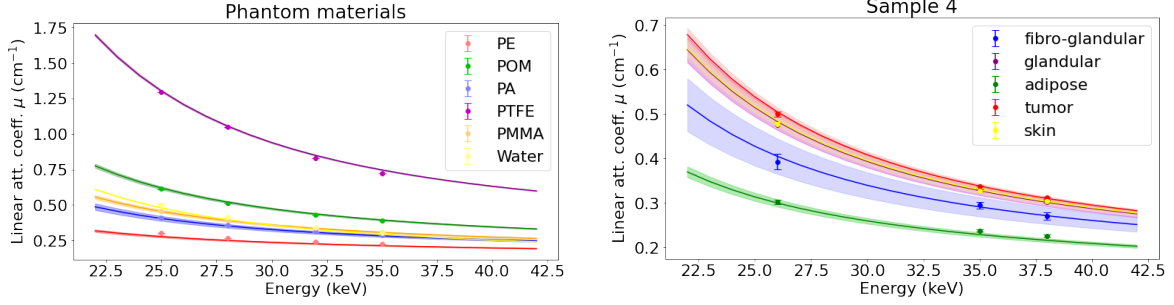 Phantom materials
Linear att. coeff. μ (cm⁻¹)
1.75
1.50
1.25
1.00
0.75
0.50
0.25
PE
POM
PA
PTFE
PMMA
Water
22.5 25.0 27.5 30.0 32.5 35.0 37.5 40.0 42.5
Energy (keV)
Sample 4
Linear att. coeff. μ (cm⁻¹)
0.7
0.6
0.5
0.4
0.3
0.2
fibro-glandular
glandular
adipose
tumor
skin
22.5 25.0 27.5 30.0 32.5 35.0 37.5 40.0 42.5
Energy (keV)